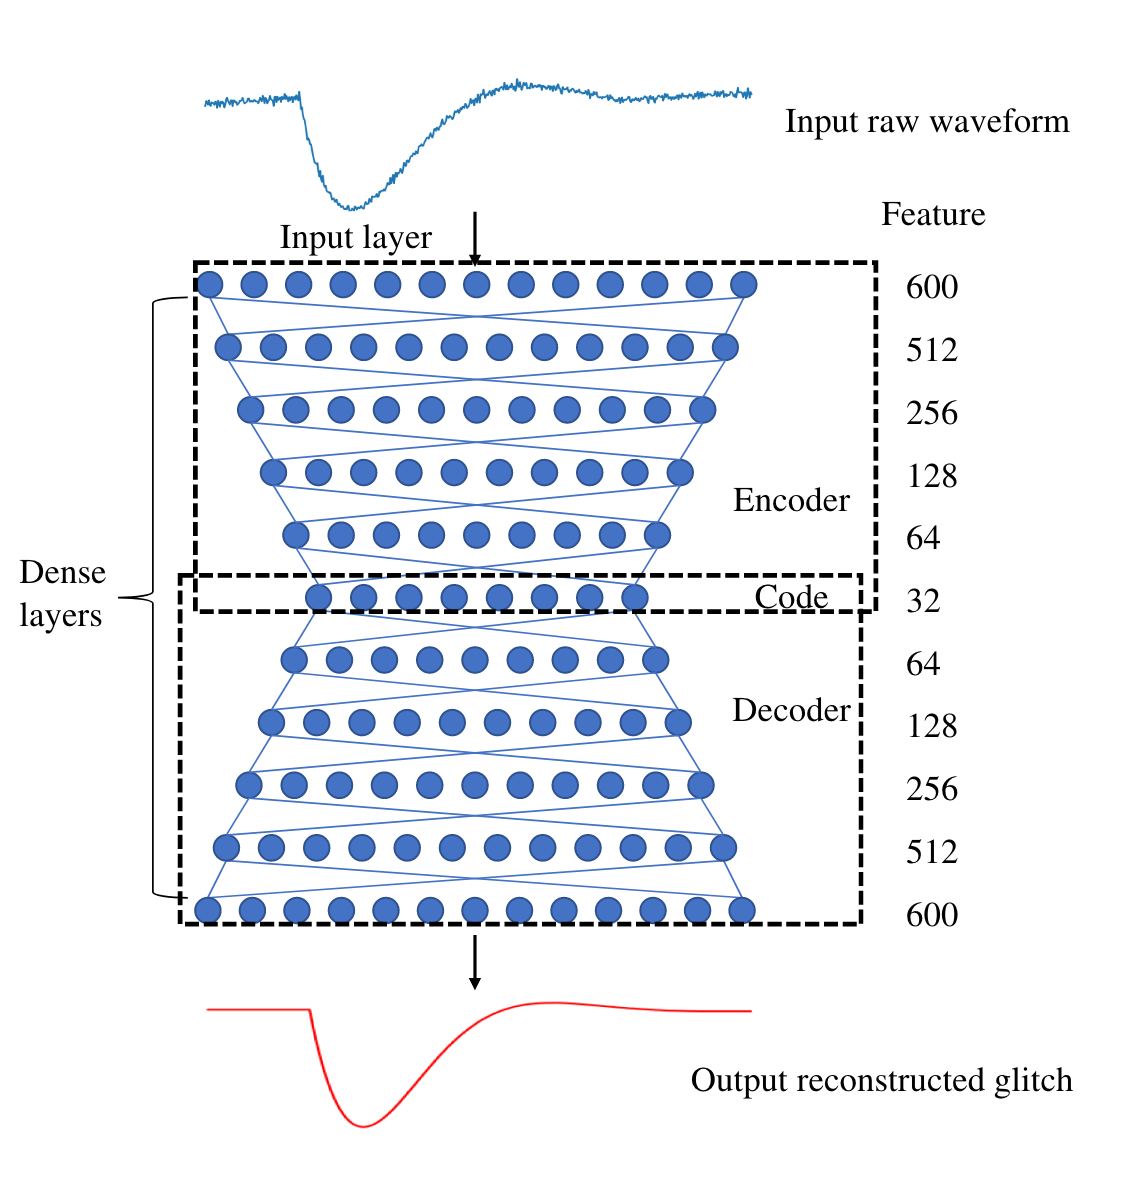 Input raw waveform
Feature
Input layer
600
512
256
128
Encoder
64
Dense
layers
Code
32
64
Decoder
128
256
512
600
Output reconstructed glitch